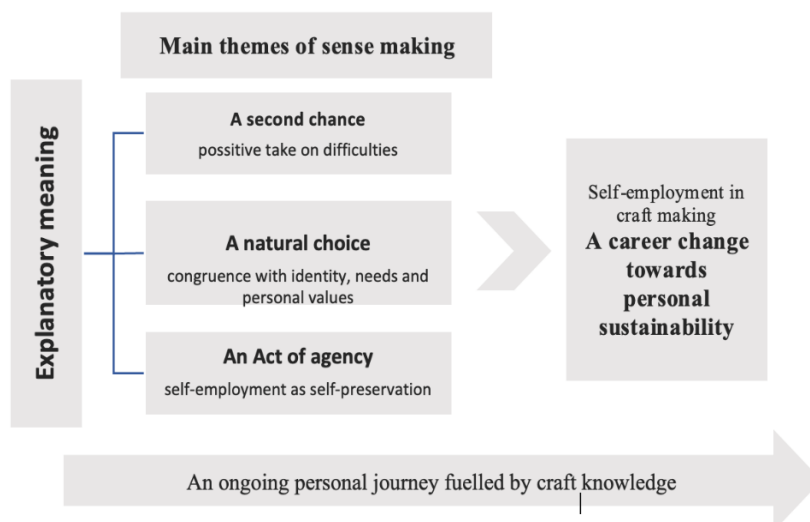 Main themes of sense making
Explanatory meaning
A second chance
possitive take on difficulties
A natural choice
congruence with identity, needs and
personal values
An Act of agency
self-employment as self-preservation
Self-employment in
craft making
A career change
towards
personal
sustainability
An ongoing personal journey fuelled by craft knowledge